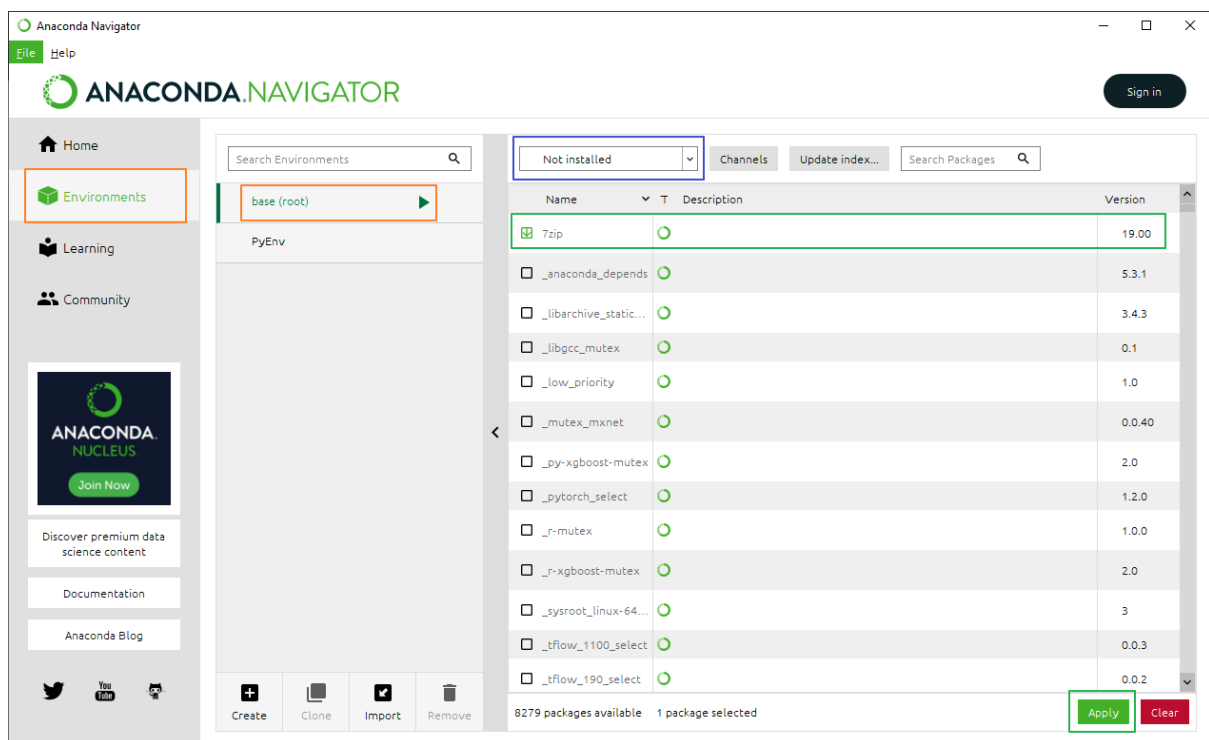 Anaconda Navigator
File Help
ANACONDA.NAVIGATOR
Sign in
Home
Environments
Learning
Community
ANACONDA.
NUCLEUS
Join Now
Discover premium data
science content
Documentation
Anaconda Blog
You
Tube
Search Environments
base (root)
PyEnv
Create Clone Import Remove
Not installed Channels Update index... Search Packages
Name T Description Version
7zip 19.00
_anaconda_depends 5.3.1
_libarchive_static... 3.4.3
_libgcc_mutex 0.1
_low_priority 1.0
_mutex_mxnet 0.0.40
_py-xgboost-mutex 2.0
_pytorch_select 1.2.0
_r-mutex 1.0.0
_r-xgboost-mutex 2.0
_sysroot_linux-64... 3
_tflow_1100_select 0.0.3
_tflow_190_select 0.0.2
8279 packages available 1 package selected Apply Clear